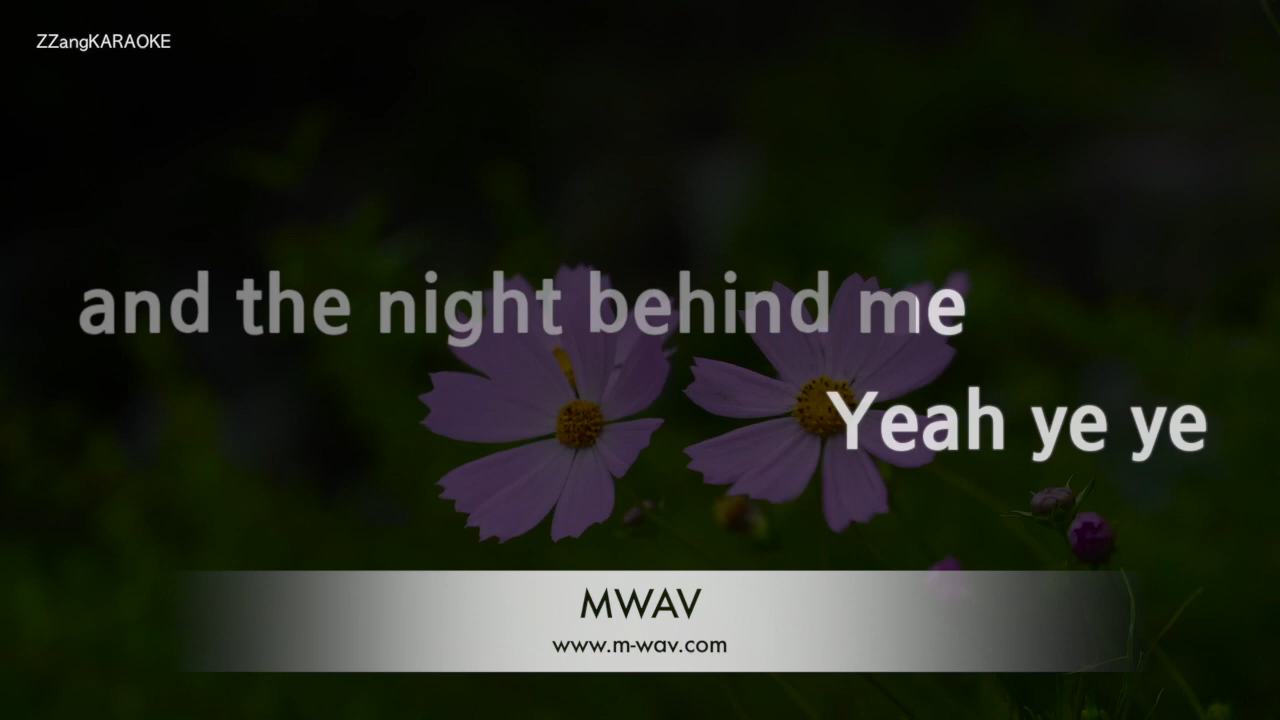 ZZangKARAOKE
and the night behind me
Yeah ye ye
MWAV
www.m-wav.com